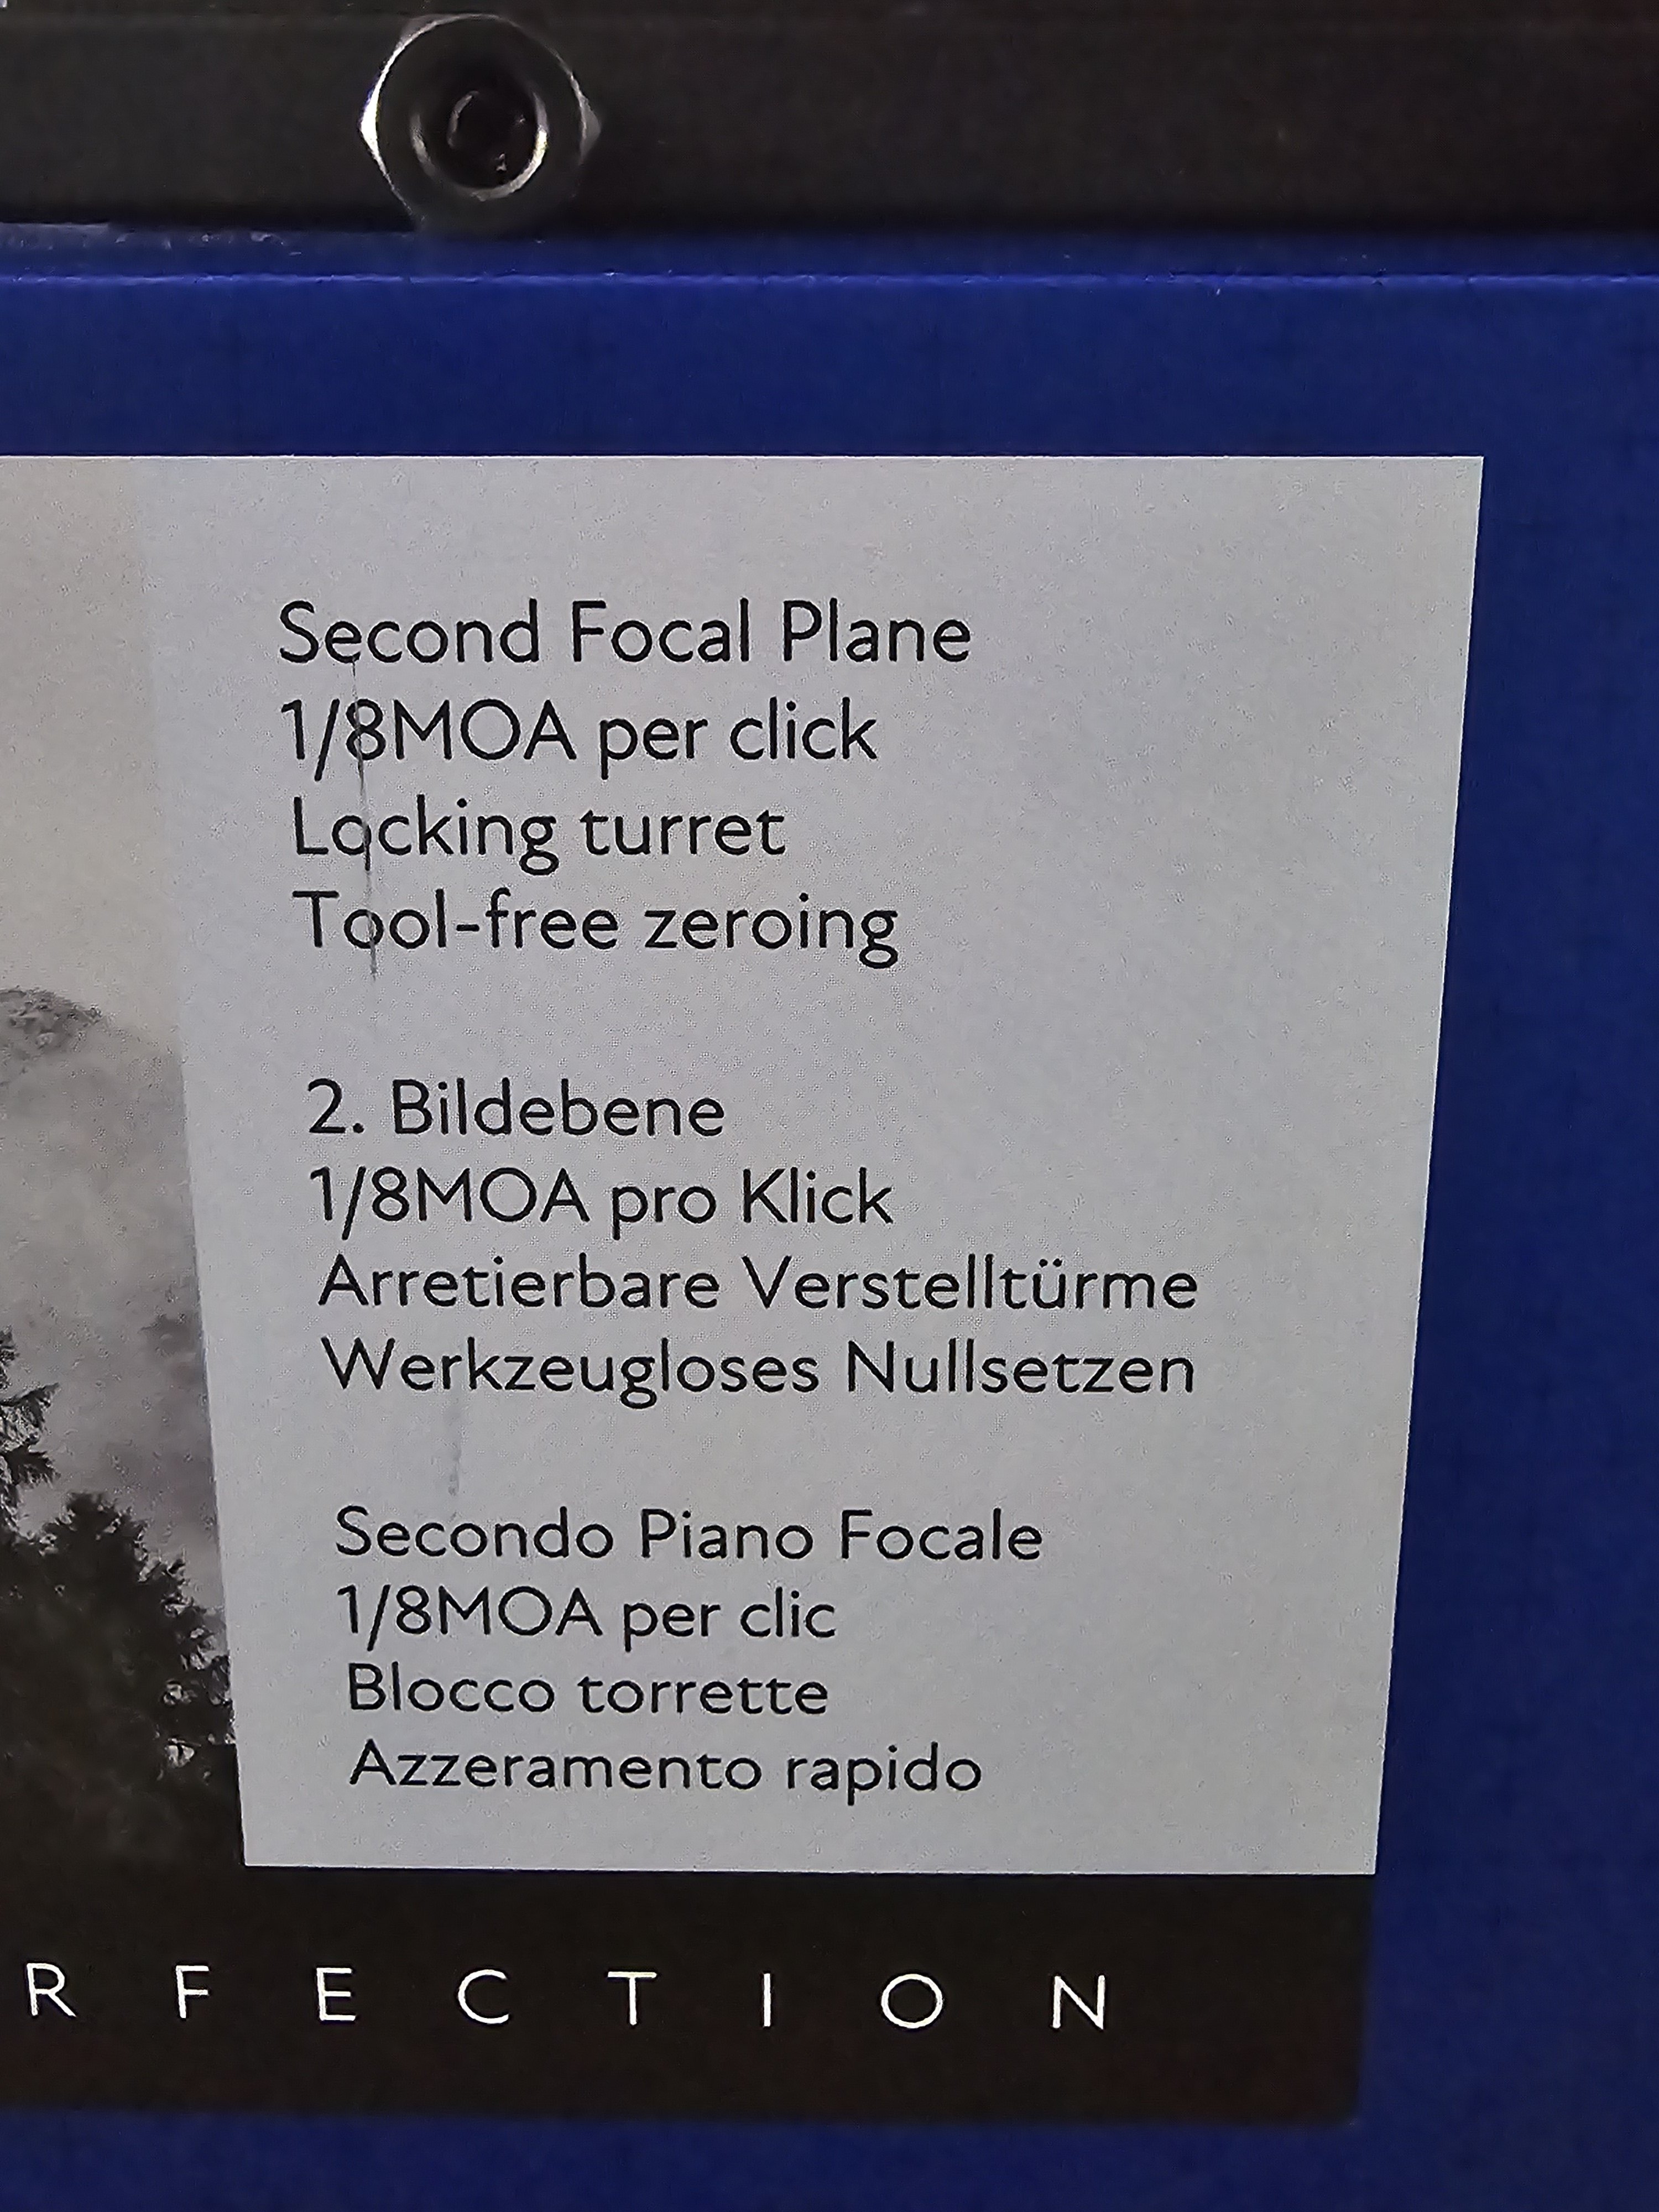 Second Focal Plane
1/8MOA per click
Locking turret
Tool-free zeroing
2. Bildebene
1/8MOA pro Klick
Arretierbare Verstelltürme
Werkzeugloses Nullsetzen
Secondo Piano Focale
1/8MOA per clic
Blocco torrette
Azzeramento rapido
RFECTION